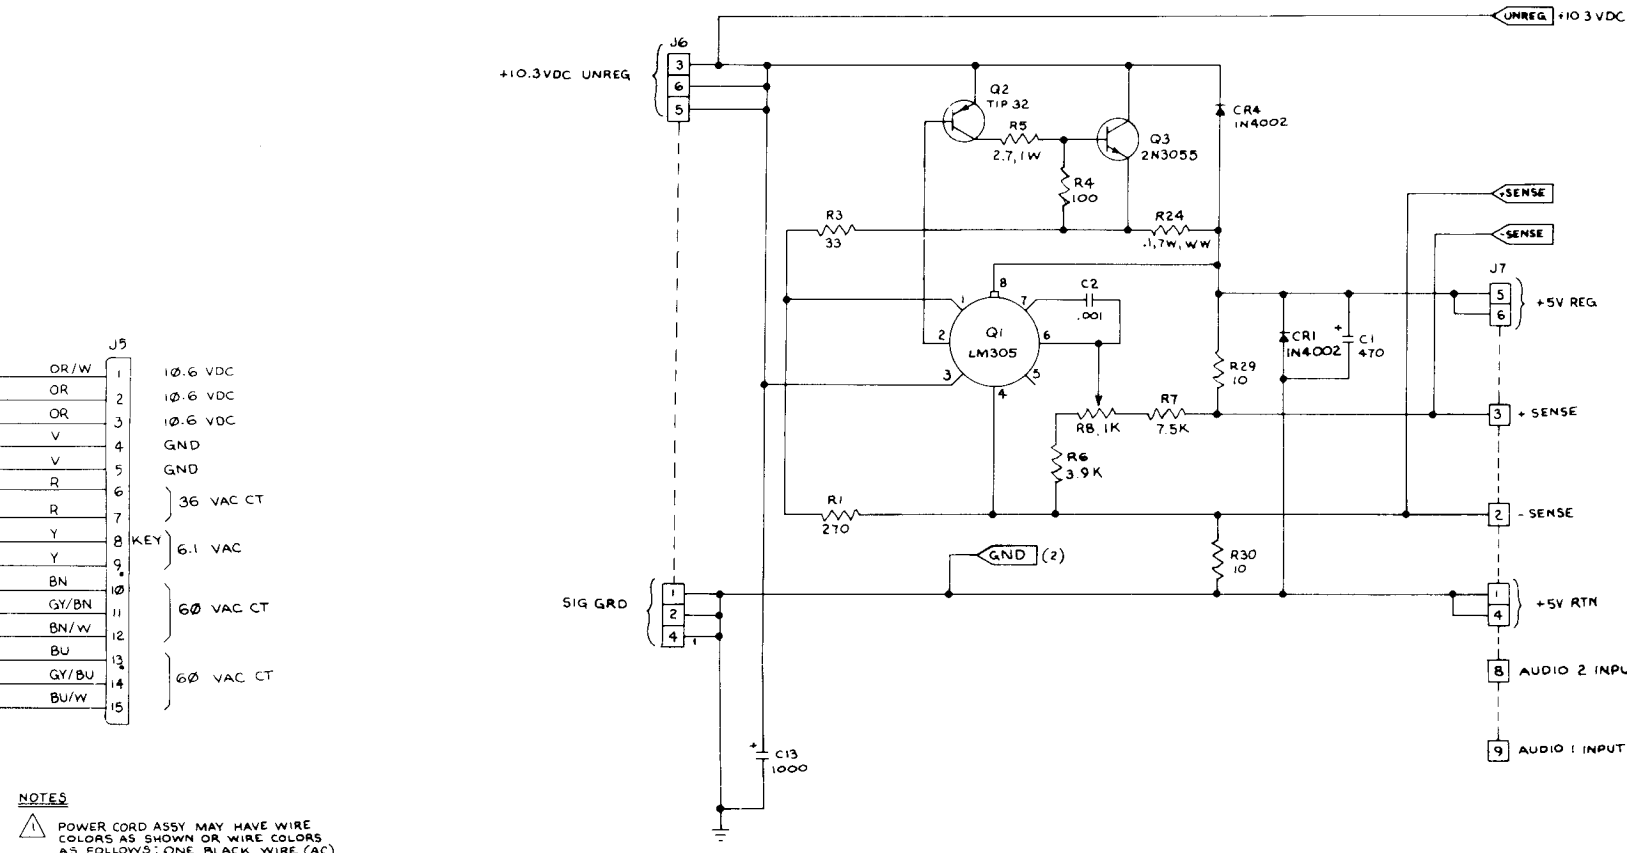 UNREG +10.3VDC
J6
+10.3VDC UNREG
3
6
5
Q2
TIP 32
R5
2.7,1W
Q3
2N3055
CR4
1N4002
R4
100
+SENSE
R3
33
R24
.1,7W,WW
-SENSE
J7
8
1
7
C2
.001
2
Q1
LM305
6
3
4
5
5
6
+5V REG
CR1
1N4002
+
C1
470
R29
10
R8,1K
R7
7.5K
3
+ SENSE
R6
3.9K
R1
270
2
- SENSE
GND (2)
R30
10
SIG GRD
1
2
4
1
1
4
+5V RTN
8
AUDIO 2 INPU
9
AUDIO 1 INPUT
+
C13
1000
J5
OR/W 1 10.6 VDC
OR 2 10.6 VDC
OR 3 10.6 VDC
V 4 GND
V 5 GND
R 6
36 VAC CT
R 7
Y 8 KEY
6.1 VAC
Y 9
BN 10
GY/BN 11 60 VAC CT
BN/W 12
BU 13
GY/BU 14 60 VAC CT
BU/W 15
NOTES
1 POWER CORD ASSY MAY HAVE WIRE
COLORS AS SHOWN OR WIRE COLORS
AS FOLLOWS: ONE BLACK WIRE (AC)